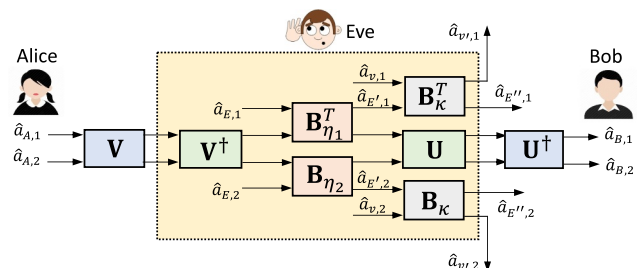 Eve
Alice
Bob
â_{v′,1}
â_{v,1}
â_{E′,1}
B_κ^T
â_{E″,1}
â_{E,1}
B_{η_1}^T
â_{A,1}
â_{A,2}
V
V^†
U
U^†
â_{B,1}
â_{B,2}
B_{η_2}
â_{E′,2}
â_{E,2}
â_{v,2}
B_κ
â_{E″,2}
â_{v′,2}